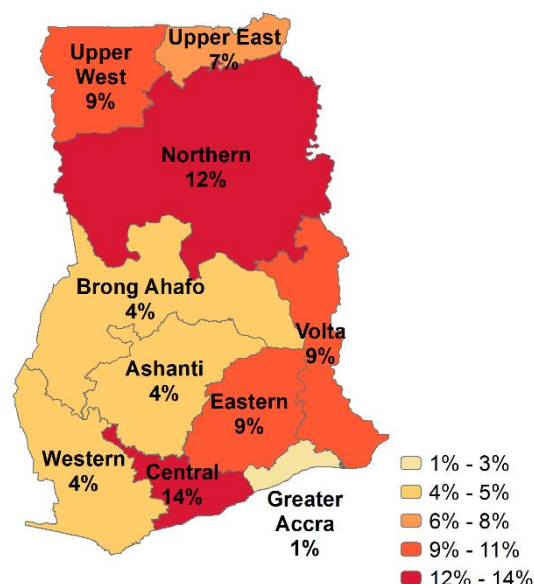 Upper East
7%
Upper
West
9%
Northern
12%
Brong Ahafo
4%
Volta
9%
Ashanti
4%
Eastern
9%
Western
4%
Central
14%
Greater
Accra
1%
1% - 3%
4% - 5%
6% - 8%
9% - 11%
12% - 14%